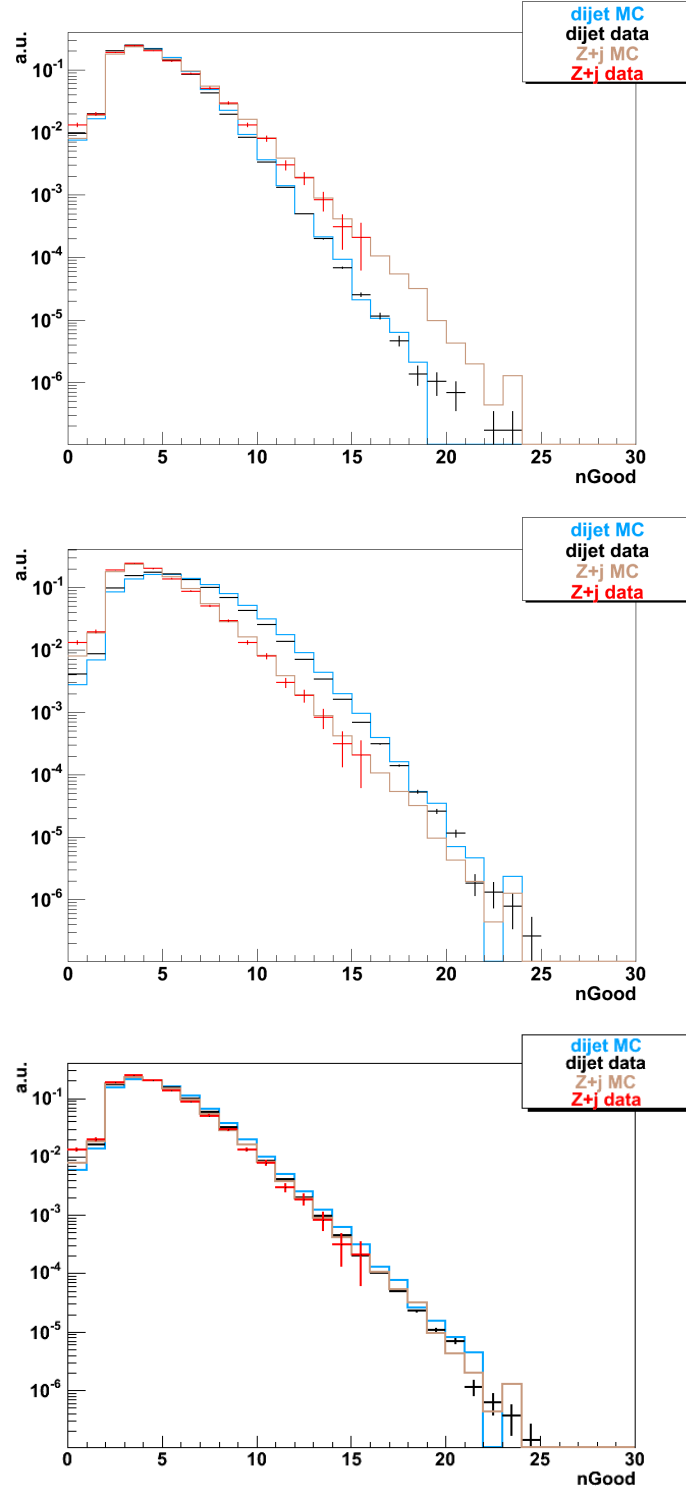 a.u.
dijet MC
dijet data
Z+j MC
Z+j data
10-1
10-2
10-3
10-4
10-5
10-6
0 5 10 15 20 25 30
nGood
a.u.
dijet MC
dijet data
Z+j MC
Z+j data
10-1
10-2
10-3
10-4
10-5
10-6
0 5 10 15 20 25 30
nGood
a.u.
dijet MC
dijet data
Z+j MC
Z+j data
10-1
10-2
10-3
10-4
10-5
10-6
0 5 10 15 20 25 30
nGood